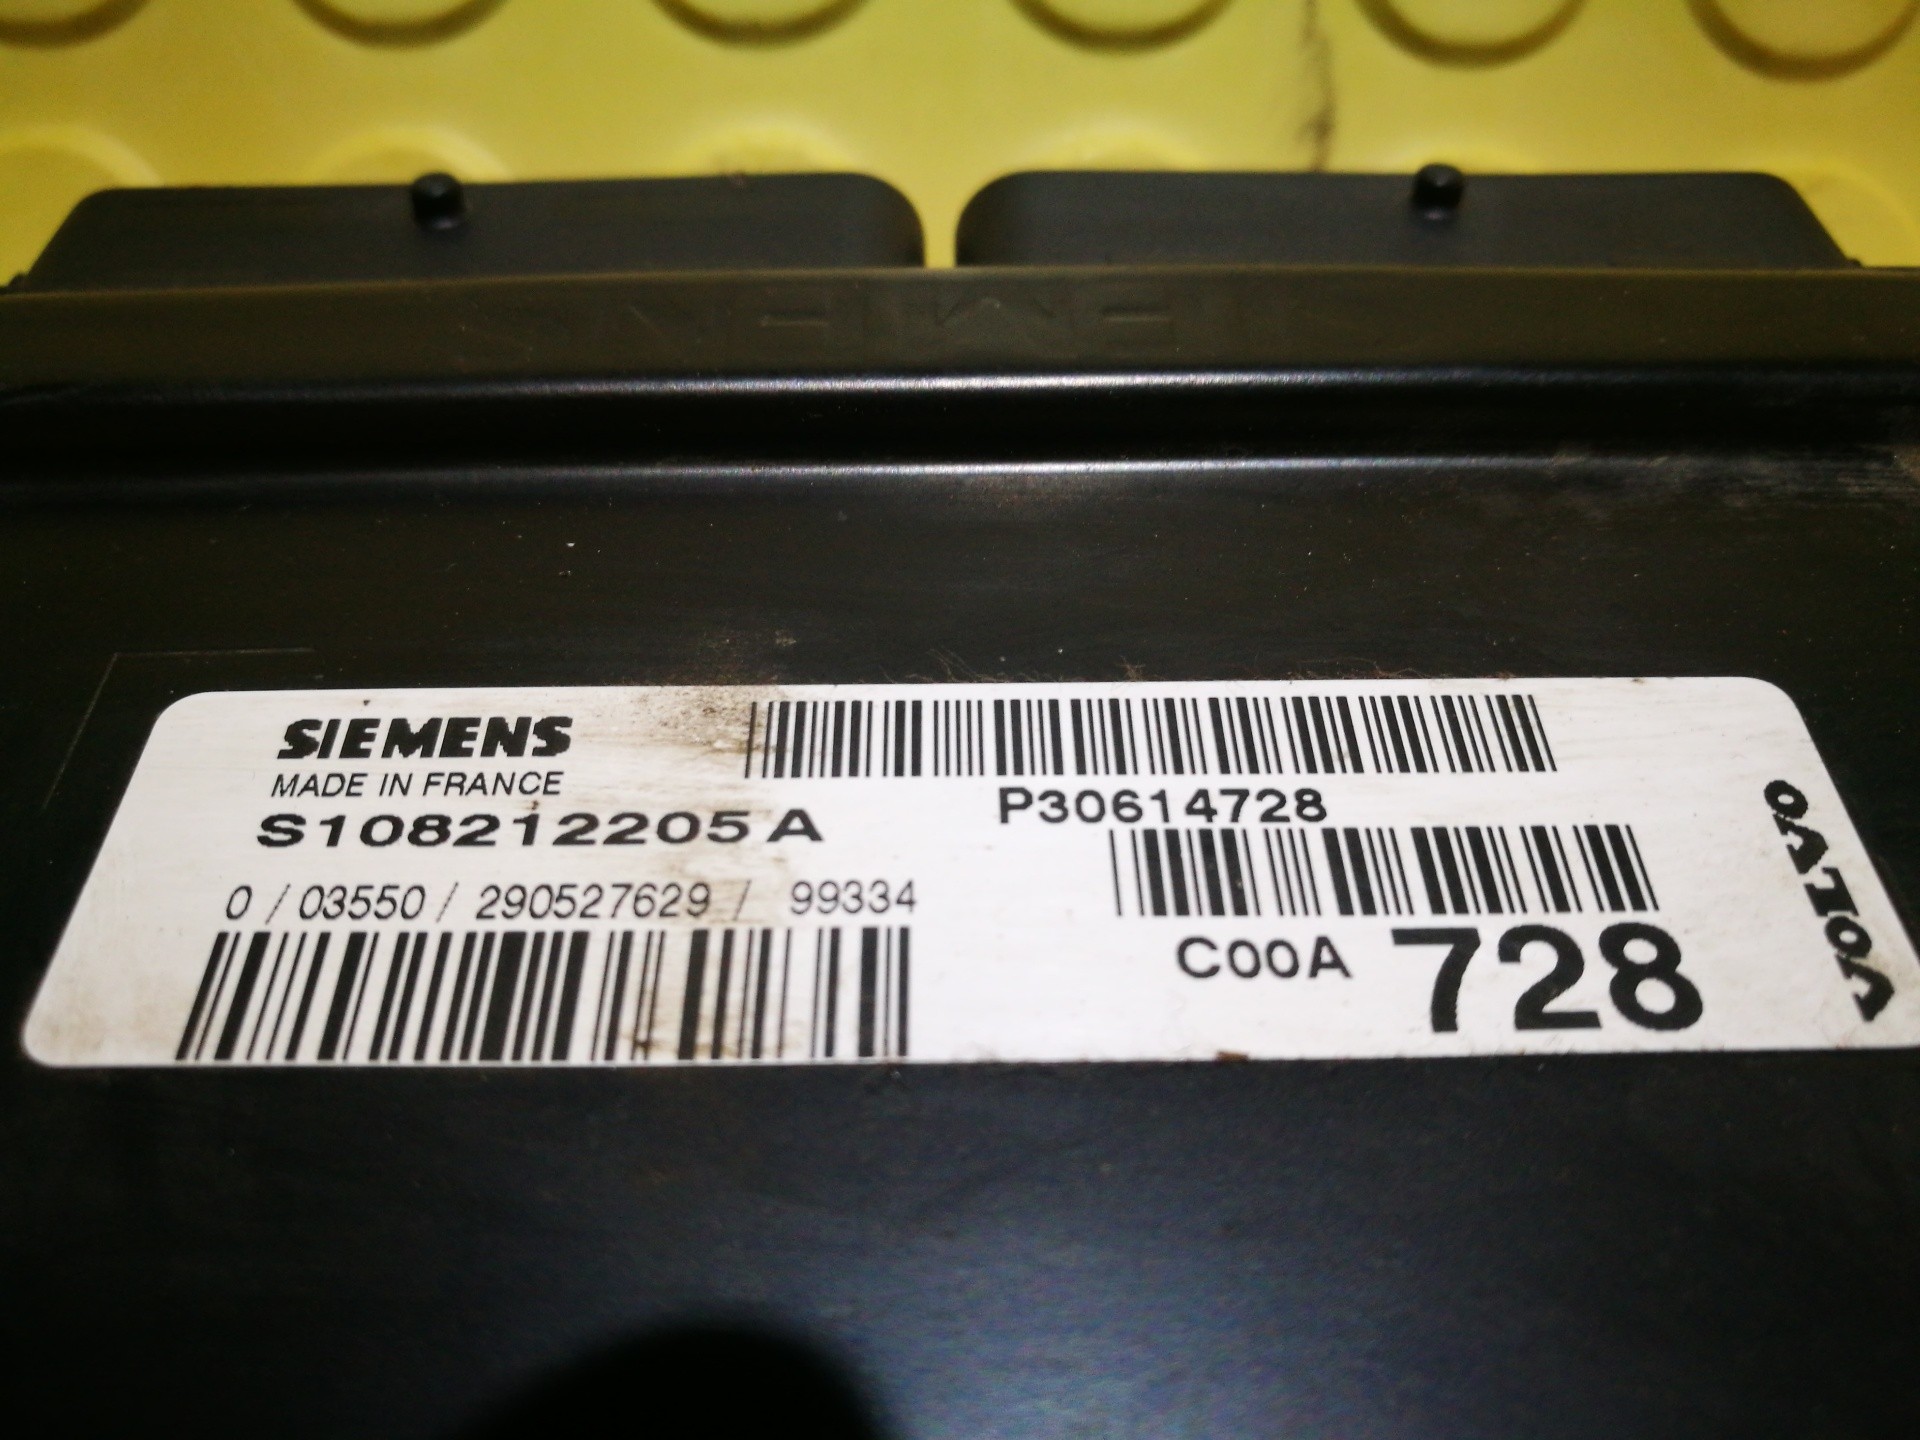 SIEMENS
MADE IN FRANCE
S108212205 A
0 / 03550 / 290527629 / 99334
P30614728
C00A 728
VOLVO